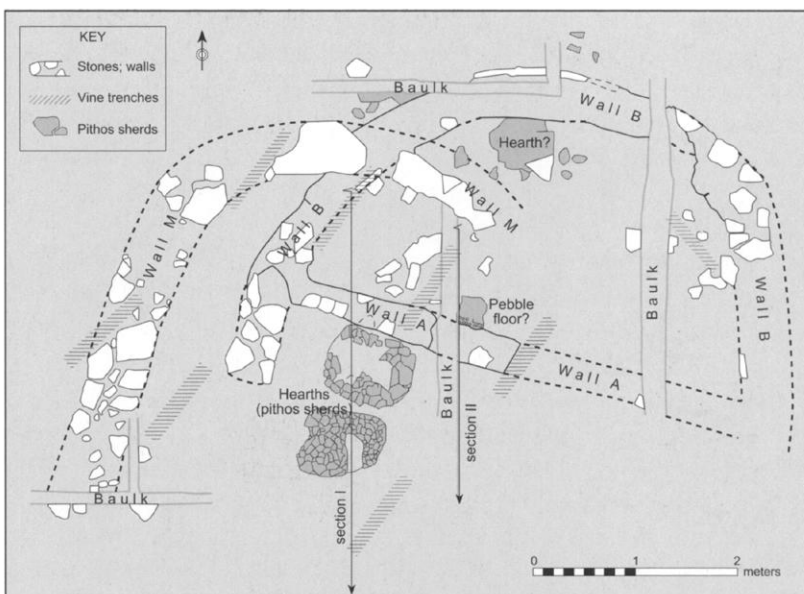 KEY
Stones; walls
Vine trenches
Pithos sherds
Baulk
Wall B
Hearth?
Wall M
Wall M
Wall B
Wall A
Pebble
floor?
Baulk
Wall B
Wall A
Hearths
(pithos sherds)
Baulk
section II
Baulk
section I
0
1
2
meters